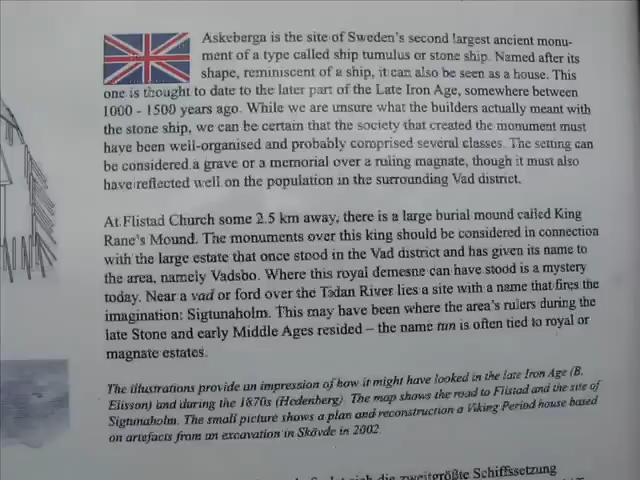 Askeberga is the site of Sweden's second largest ancient monu-
ment of a type called ship tumulus or stone ship. Named after its
shape, reminiscent of a ship, it can also be seen as a house. This
one is thought to date to the later part of the Late Iron Age, somewhere between
1000 - 1500 years ago. While we are unsure what the builders actually meant with
the stone ship, we can be certain that the society that created the monument must
have been well-organised and probably comprised several classes. The setting can
be considered a grave or a memorial over a ruling magnate, though it must also
have reflected well on the population in the surrounding Vad district.
At Flistad Church some 2.5 km away, there is a large burial mound called King
Rane's Mound. The monuments over this king should be considered in connection
with the large estate that once stood in the Vad district and has given its name to
the area, namely Vadsbo. Where this royal demesne can have stood is a mystery
today. Near a vad or ford over the Tidan River lies a site with a name that fires the
imagination: Sigtunaholm. This may have been where the area's rulers during the
late Stone and early Middle Ages resided – the name tun is often tied to royal or
magnate estates.
The illustrations provide an impression of how it might have looked in the late Iron Age (B.
Elisson) and during the 1870s (Hedenberg). The map shows the road to Flistad and the site of
Sigtunaholm. The small picture shows a plan and reconstruction a Viking Period house based
on artefacts from an excavation in Skövde in 2002.
sich die zweitgrößte Schiffssetzung